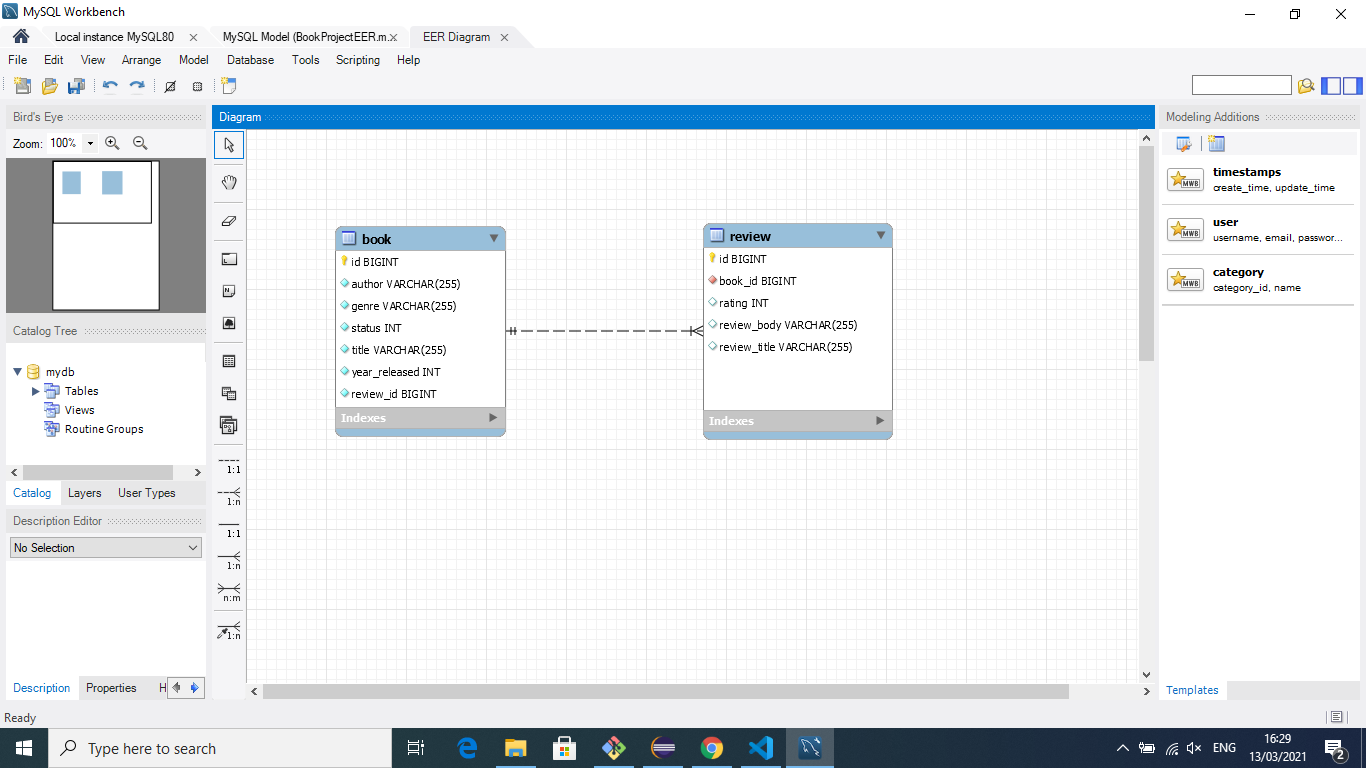 MySQL Workbench
Local instance MySQL80
MySQL Model (BookProjectEER.m...
EER Diagram
File Edit View Arrange Model Database Tools Scripting Help
Bird's Eye
Zoom: 100%
Catalog Tree
mydb
Tables
Views
Routine Groups
Catalog Layers User Types
Description Editor
No Selection
Description Properties H
Diagram
1:1
1:n
1:1
1:n
n:m
1:n
book
id BIGINT
author VARCHAR(255)
genre VARCHAR(255)
status INT
title VARCHAR(255)
year_released INT
review_id BIGINT
Indexes
review
id BIGINT
book_id BIGINT
rating INT
review_body VARCHAR(255)
review_title VARCHAR(255)
Indexes
Modeling Additions
MWB
timestamps
create_time, update_time
MWB
user
username, email, passwor...
MWB
category
category_id, name
Templates
Ready
Type here to search
ENG
16:29
13/03/2021
2